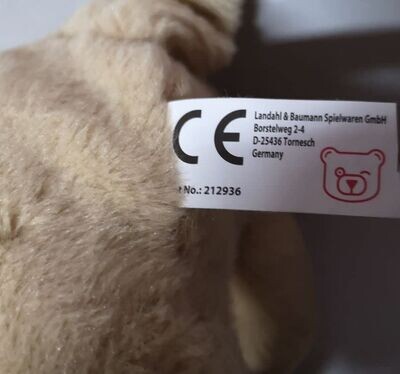 CE
Landahl & Baumann Spielwaren GmbH
Borstelweg 2-4
D-25436 Tornesch
Germany
No.: 212936